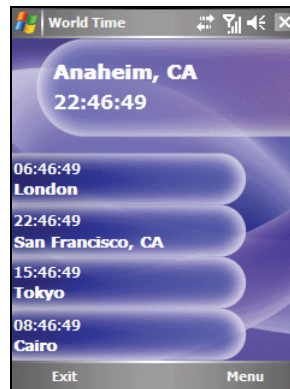 World Time
Anaheim, CA
22:46:49
06:46:49
London
22:46:49
San Francisco, CA
15:46:49
Tokyo
08:46:49
Cairo
Exit Menu